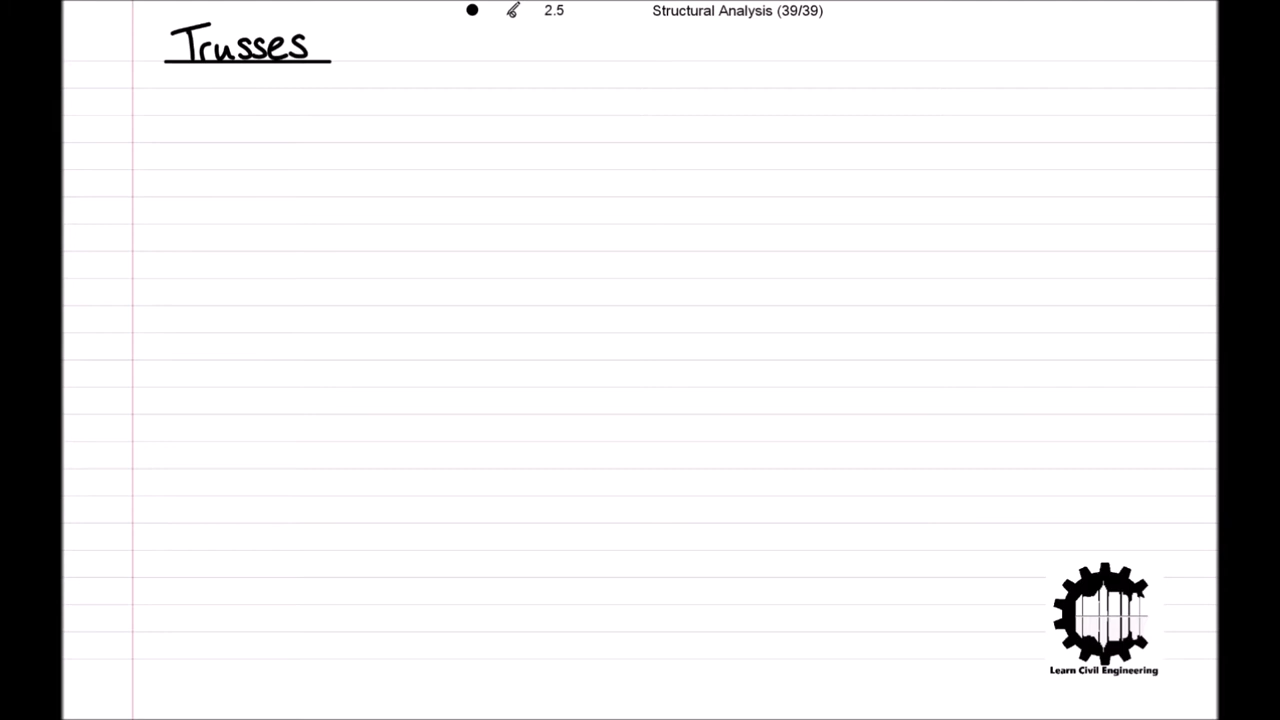 2.5 Structural Analysis (39/39)
Trusses
Learn Civil Engineering